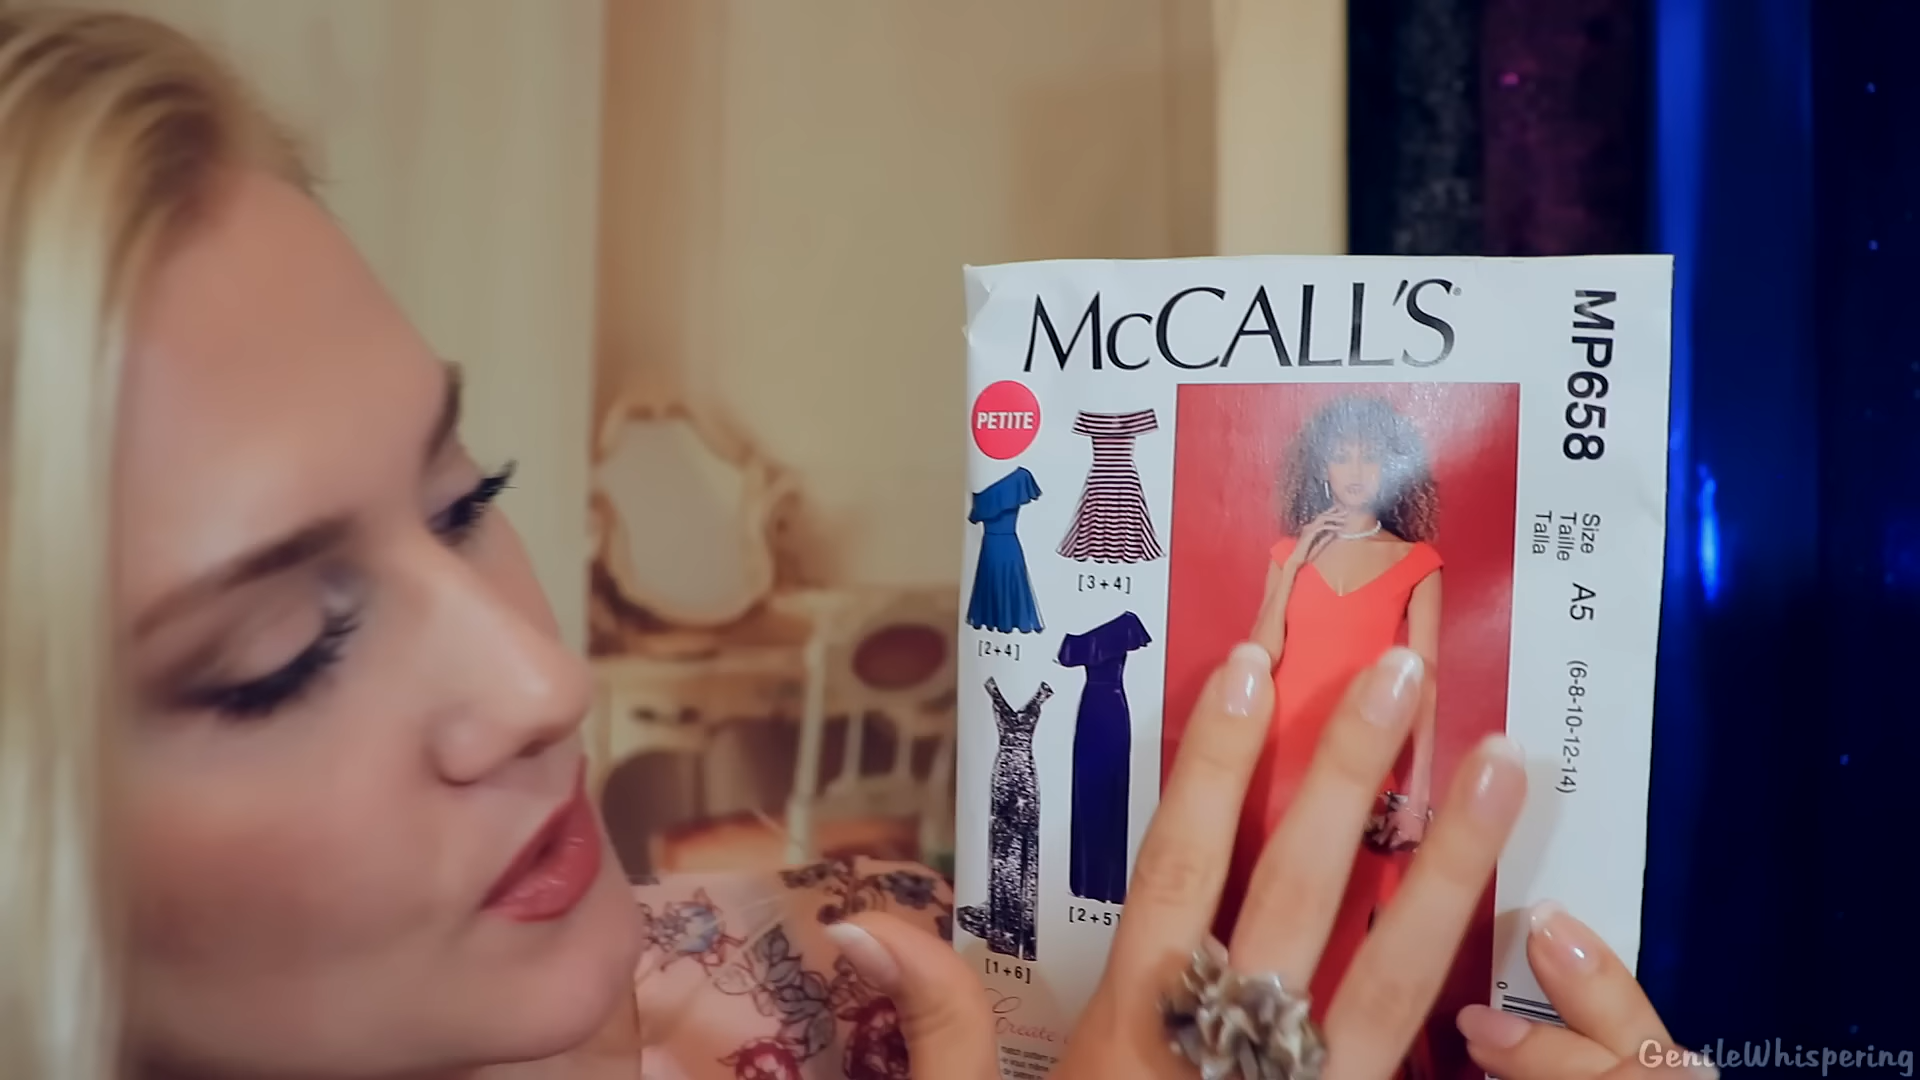 McCALL'S
MP658
PETITE
Size
Taille
Talla
A5
(6-8-10-12-14)
[3+4]
[2+4]
[2+5]
[1+6]
Create
GentleWhispering